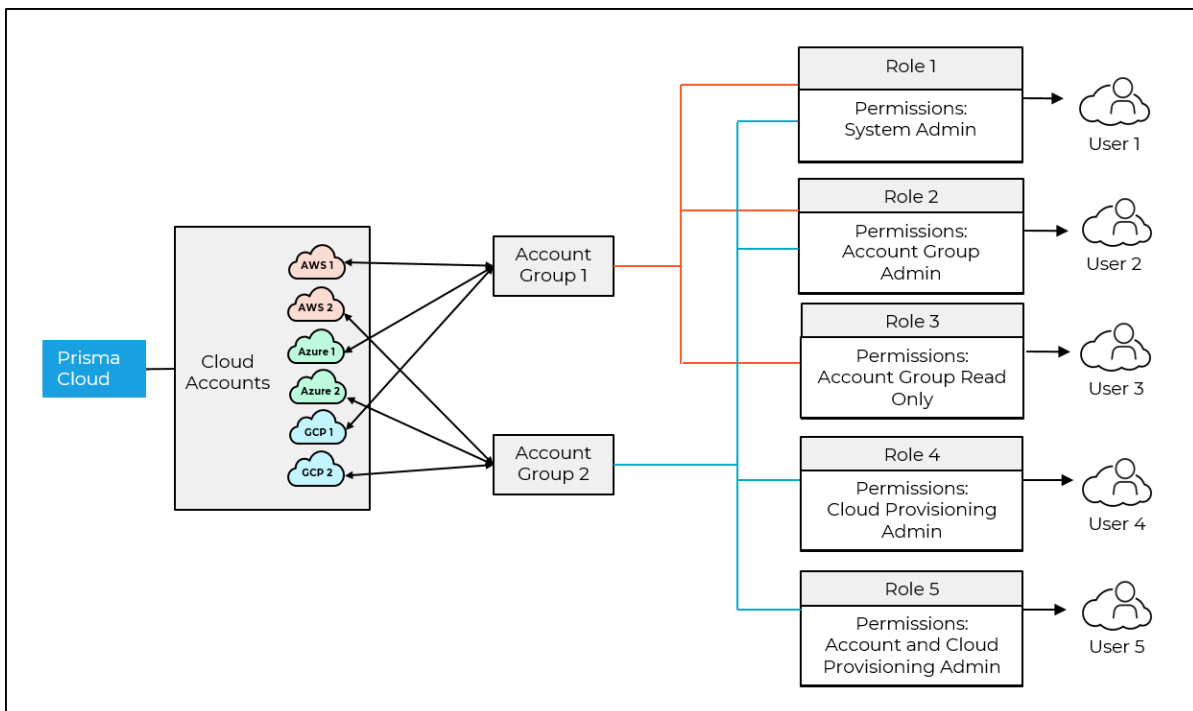 Prisma
Cloud
Cloud
Accounts
AWS 1
AWS 2
Azure 1
Azure 2
GCP 1
GCP 2
Account
Group 1
Account
Group 2
Role 1
Permissions:
System Admin
User 1
Role 2
Permissions:
Account Group
Admin
User 2
Role 3
Permissions:
Account Group Read
Only
User 3
Role 4
Permissions:
Cloud Provisioning
Admin
User 4
Role 5
Permissions:
Account and Cloud
Provisioning Admin
User 5